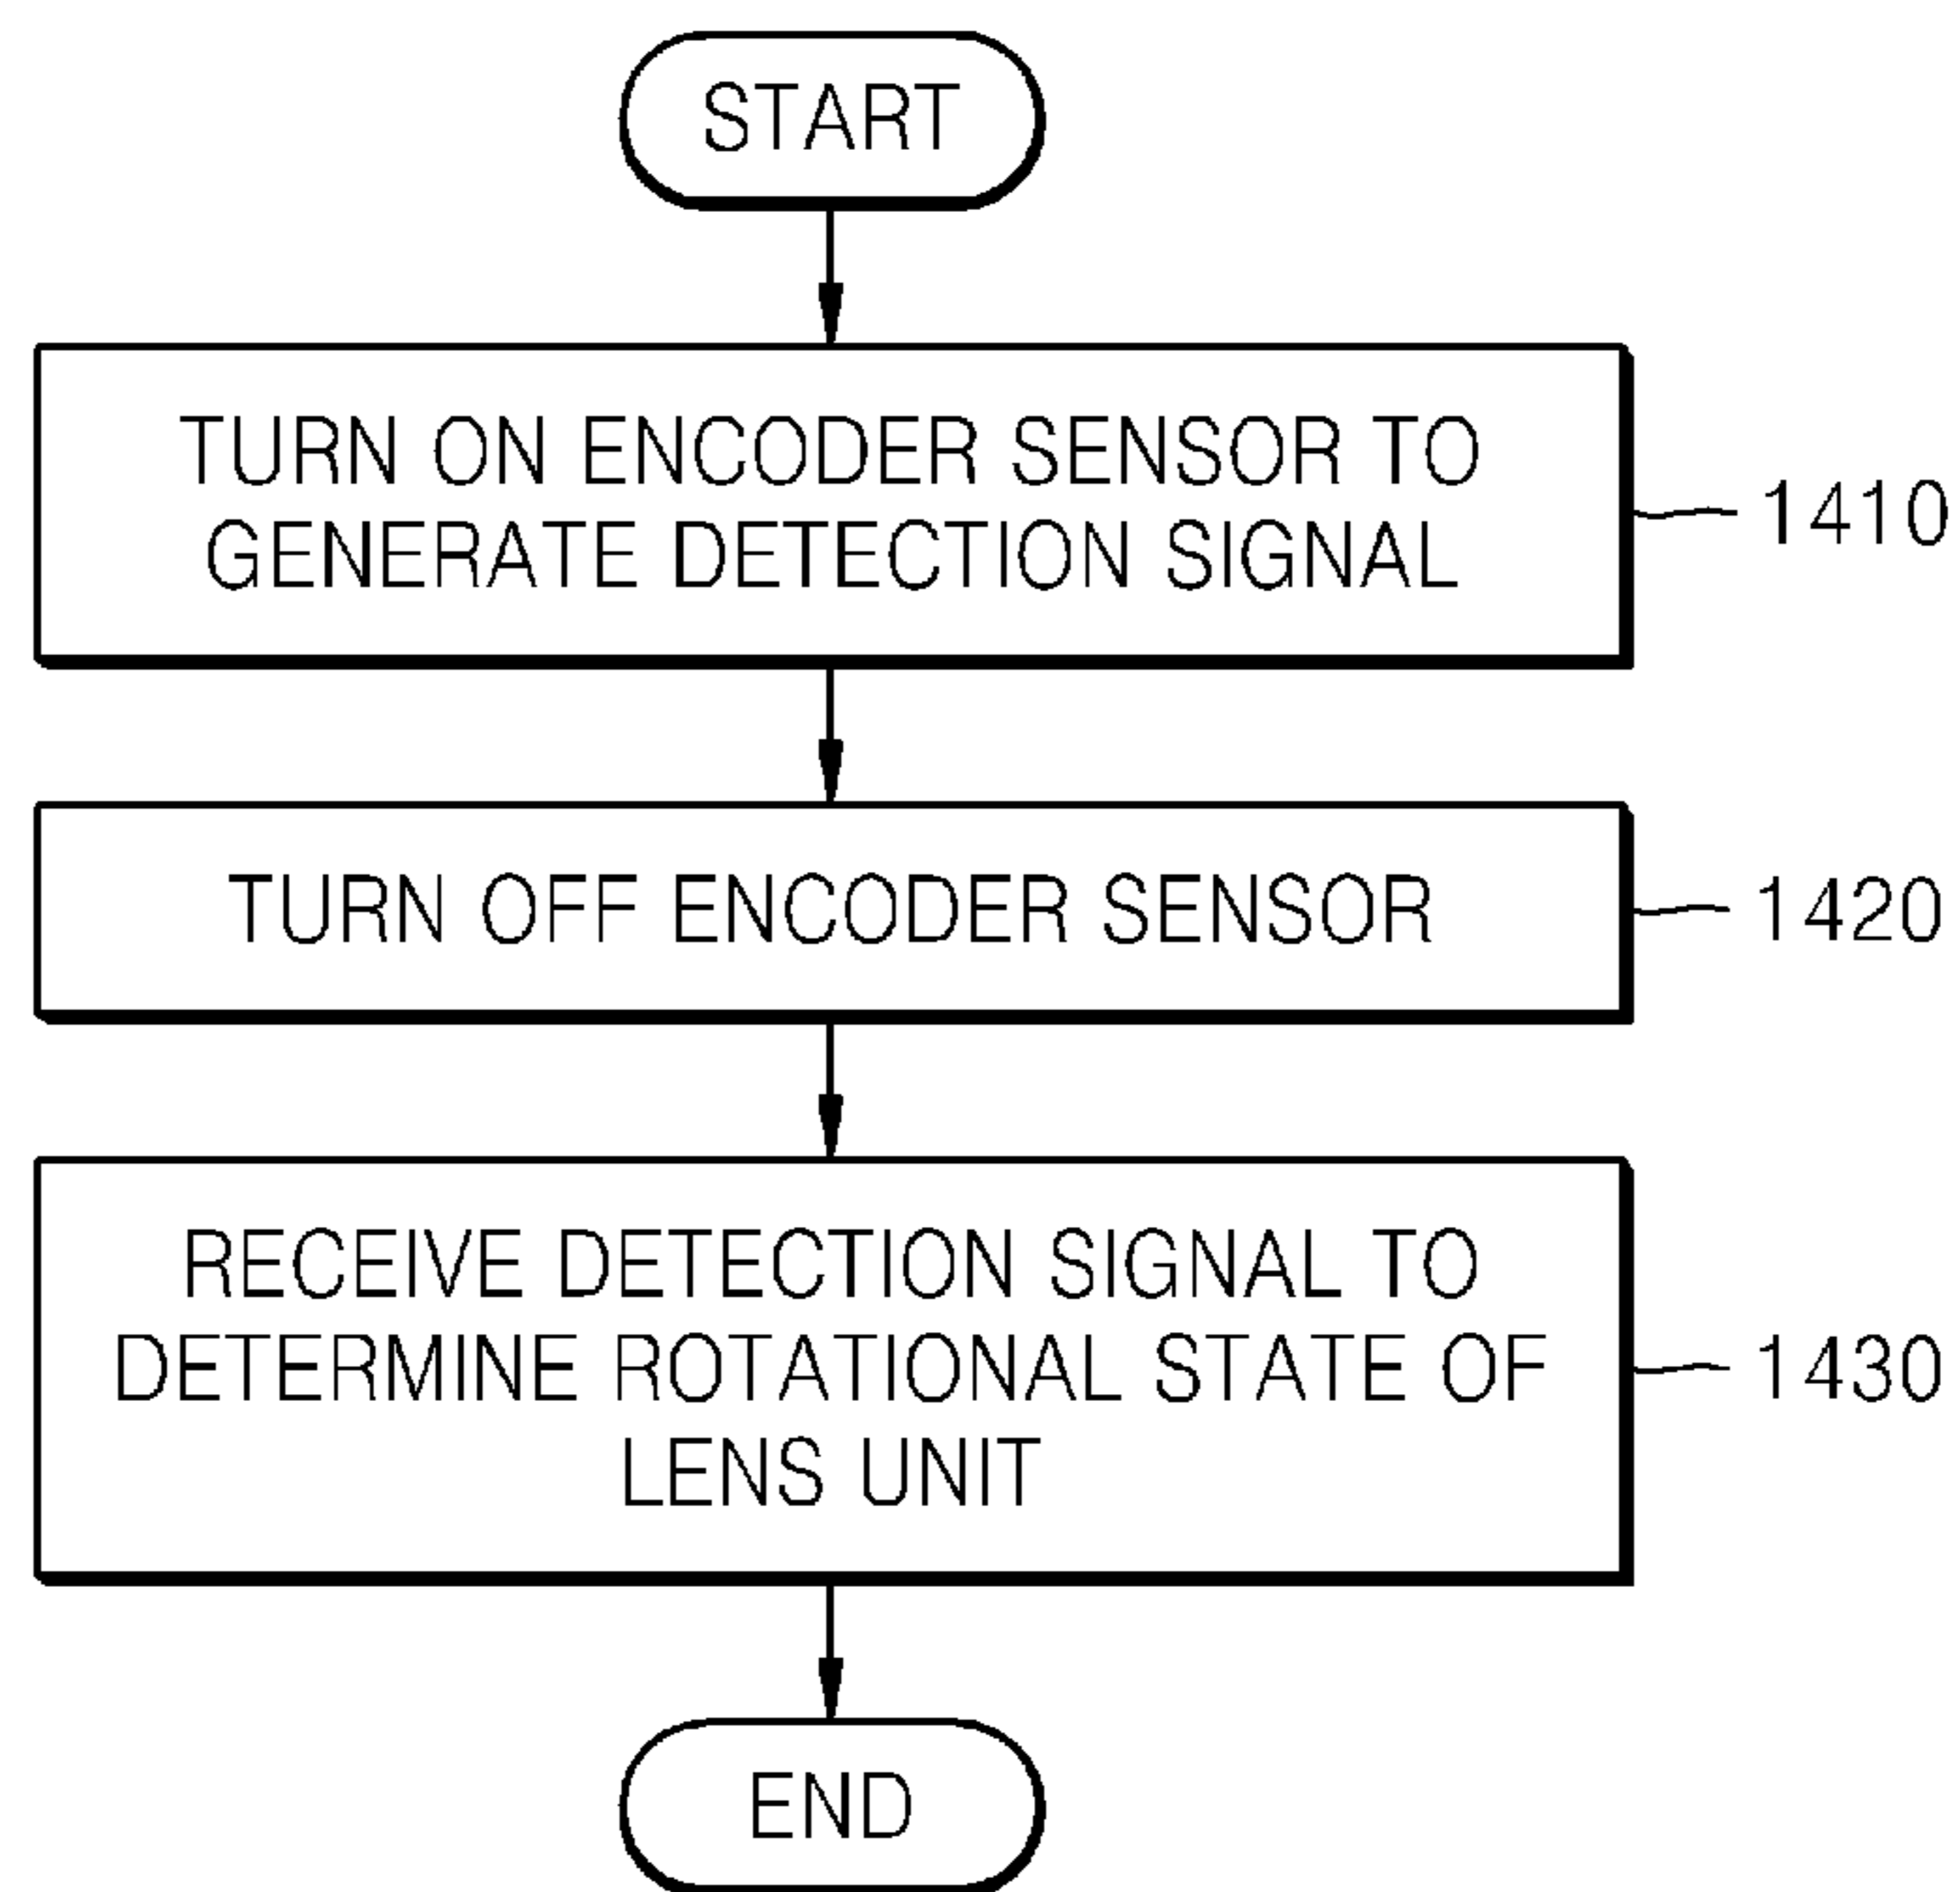 START
TURN ON ENCODER SENSOR TO
GENERATE DETECTION SIGNAL
1410
TURN OFF ENCODER SENSOR
1420
RECEIVE DETECTION SIGNAL TO
DETERMINE ROTATIONAL STATE OF
LENS UNIT
1430
END